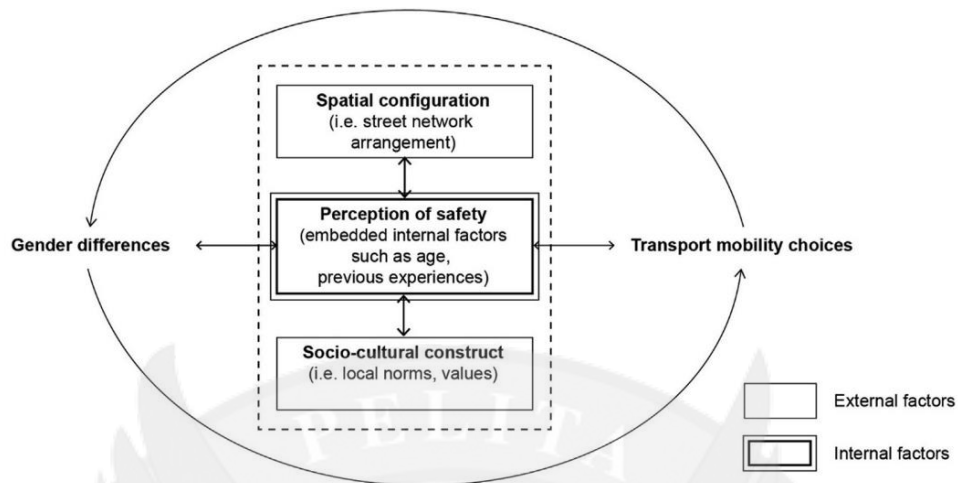 Spatial configuration
(i.e. street network
arrangement)
Gender differences
Perception of safety
(embedded internal factors
such as age,
previous experiences)
Transport mobility choices
Socio-cultural construct
(i.e. local norms, values)
External factors
Internal factors
PELITA